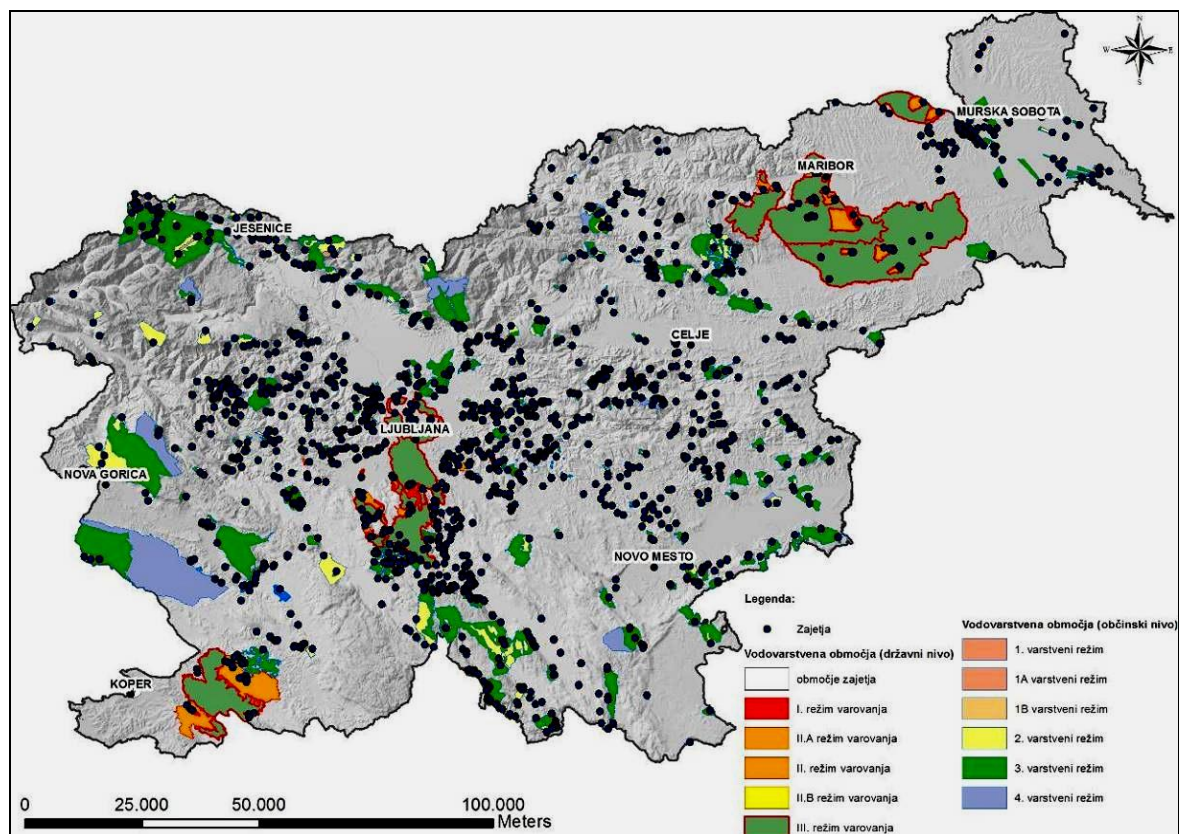 N
W E
S
MURSKA SOBOTA
MARIBOR
JESENICE
CELJE
LJUBLJANA
NOVA GORICA
NOVO MESTO
KOPER
Legenda:
Zajetja
Vodovarstvena območja (državni nivo)
območje zajetja
I. režim varovanja
II.A režim varovanja
II. režim varovanja
II.B režim varovanja
III. režim varovanja
Vodovarstvena območja (občinski nivo)
1. varstveni režim
1A varstveni režim
1B varstveni režim
2. varstveni režim
3. varstveni režim
4. varstveni režim
0 25.000 50.000 100.000
Meters